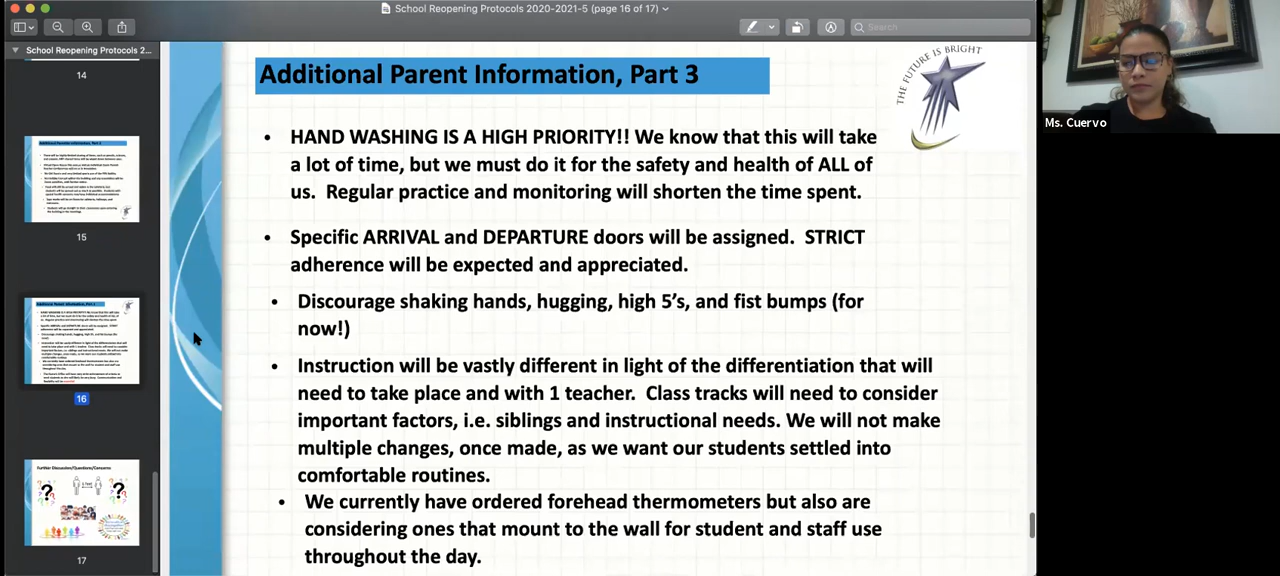 School Reopening Protocols 2020-2021-5 (page 16 of 17)
Search
School Reopening Protocols 2...
14
15
16
17
Further Discussion/Questions/Concerns
Additional Parent Information, Part 3
THE FUTURE IS BRIGHT
• HAND WASHING IS A HIGH PRIORITY!! We know that this will take
a lot of time, but we must do it for the safety and health of ALL of
us. Regular practice and monitoring will shorten the time spent.
• Specific ARRIVAL and DEPARTURE doors will be assigned. STRICT
adherence will be expected and appreciated.
• Discourage shaking hands, hugging, high 5's, and fist bumps (for
now!)
• Instruction will be vastly different in light of the differentiation that will
need to take place and with 1 teacher. Class tracks will need to consider
important factors, i.e. siblings and instructional needs. We will not make
multiple changes, once made, as we want our students settled into
comfortable routines.
• We currently have ordered forehead thermometers but also are
considering ones that mount to the wall for student and staff use
throughout the day.
Ms. Cuervo